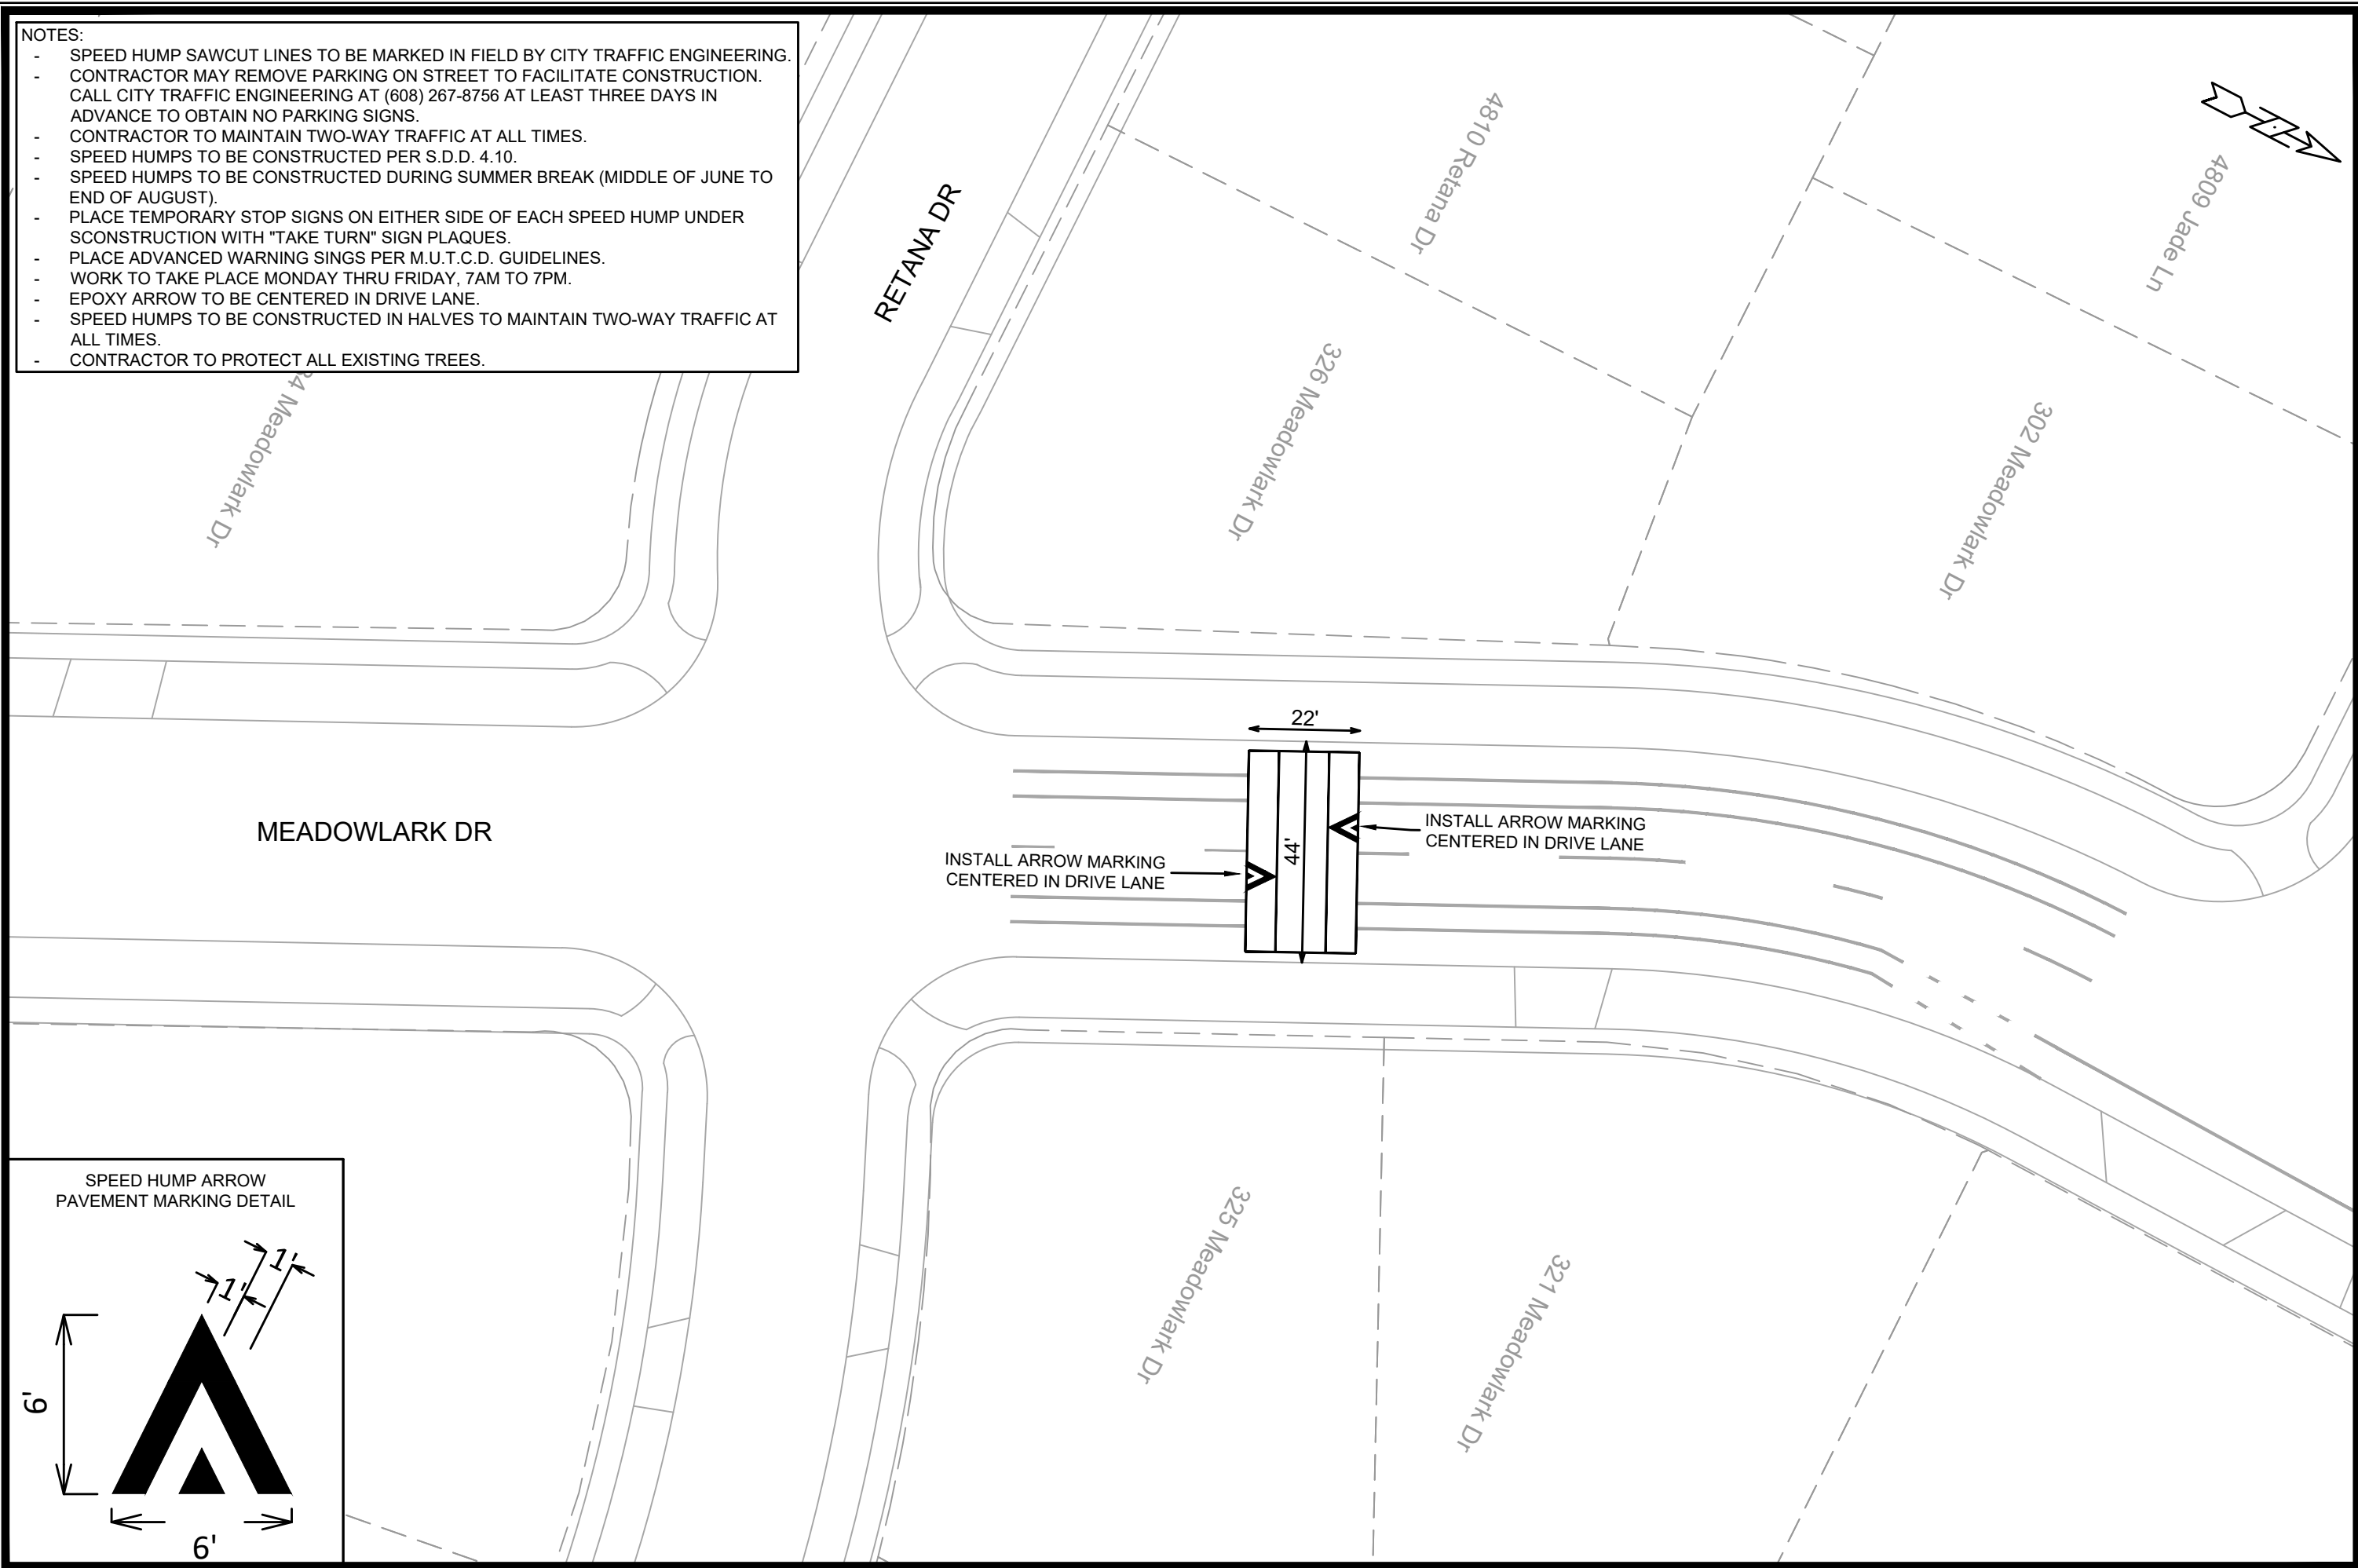 NOTES:
- SPEED HUMP SAWCUT LINES TO BE MARKED IN FIELD BY CITY TRAFFIC ENGINEERING.
- CONTRACTOR MAY REMOVE PARKING ON STREET TO FACILITATE CONSTRUCTION.
CALL CITY TRAFFIC ENGINEERING AT (608) 267-8756 AT LEAST THREE DAYS IN
ADVANCE TO OBTAIN NO PARKING SIGNS.
- CONTRACTOR TO MAINTAIN TWO-WAY TRAFFIC AT ALL TIMES.
- SPEED HUMPS TO BE CONSTRUCTED PER S.D.D. 4.10.
- SPEED HUMPS TO BE CONSTRUCTED DURING SUMMER BREAK (MIDDLE OF JUNE TO
END OF AUGUST).
- PLACE TEMPORARY STOP SIGNS ON EITHER SIDE OF EACH SPEED HUMP UNDER
SCONSTRUCTION WITH "TAKE TURN" SIGN PLAQUES.
- PLACE ADVANCED WARNING SINGS PER M.U.T.C.D. GUIDELINES.
- WORK TO TAKE PLACE MONDAY THRU FRIDAY, 7AM TO 7PM.
- EPOXY ARROW TO BE CENTERED IN DRIVE LANE.
- SPEED HUMPS TO BE CONSTRUCTED IN HALVES TO MAINTAIN TWO-WAY TRAFFIC AT
ALL TIMES.
- CONTRACTOR TO PROTECT ALL EXISTING TREES.
4 Meadowlark
Dr
RETANA DR
4810 Retana
Dr
4809 Jade
Ln
326 Meadowlark
Dr
302 Meadowlark
Dr
22'
44'
MEADOWLARK DR
INSTALL ARROW MARKING
CENTERED IN DRIVE LANE
INSTALL ARROW MARKING
CENTERED IN DRIVE LANE
325 Meadowlark
Dr
321 Meadowlark
Dr
SPEED HUMP ARROW
PAVEMENT MARKING DETAIL
1'
1'
6'
6'